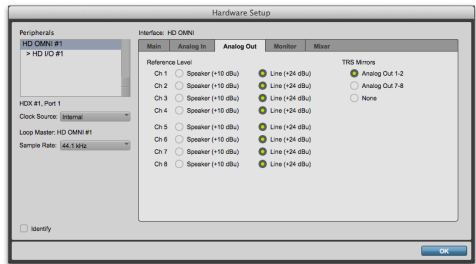 Hardware Setup
Peripherals
HD OMNI #1
> HD I/O #1
HDX #1, Port 1
Clock Source: Internal
Loop Master: HD OMNI #1
Sample Rate: 44.1 kHz
Identify
Interface: HD OMNI
Main Analog In Analog Out Monitor Mixer
Reference Level
Ch 1 Speaker (+10 dBu) Line (+24 dBu)
Ch 2 Speaker (+10 dBu) Line (+24 dBu)
Ch 3 Speaker (+10 dBu) Line (+24 dBu)
Ch 4 Speaker (+10 dBu) Line (+24 dBu)
Ch 5 Speaker (+10 dBu) Line (+24 dBu)
Ch 6 Speaker (+10 dBu) Line (+24 dBu)
Ch 7 Speaker (+10 dBu) Line (+24 dBu)
Ch 8 Speaker (+10 dBu) Line (+24 dBu)
TRS Mirrors
Analog Out 1-2
Analog Out 7-8
None
OK